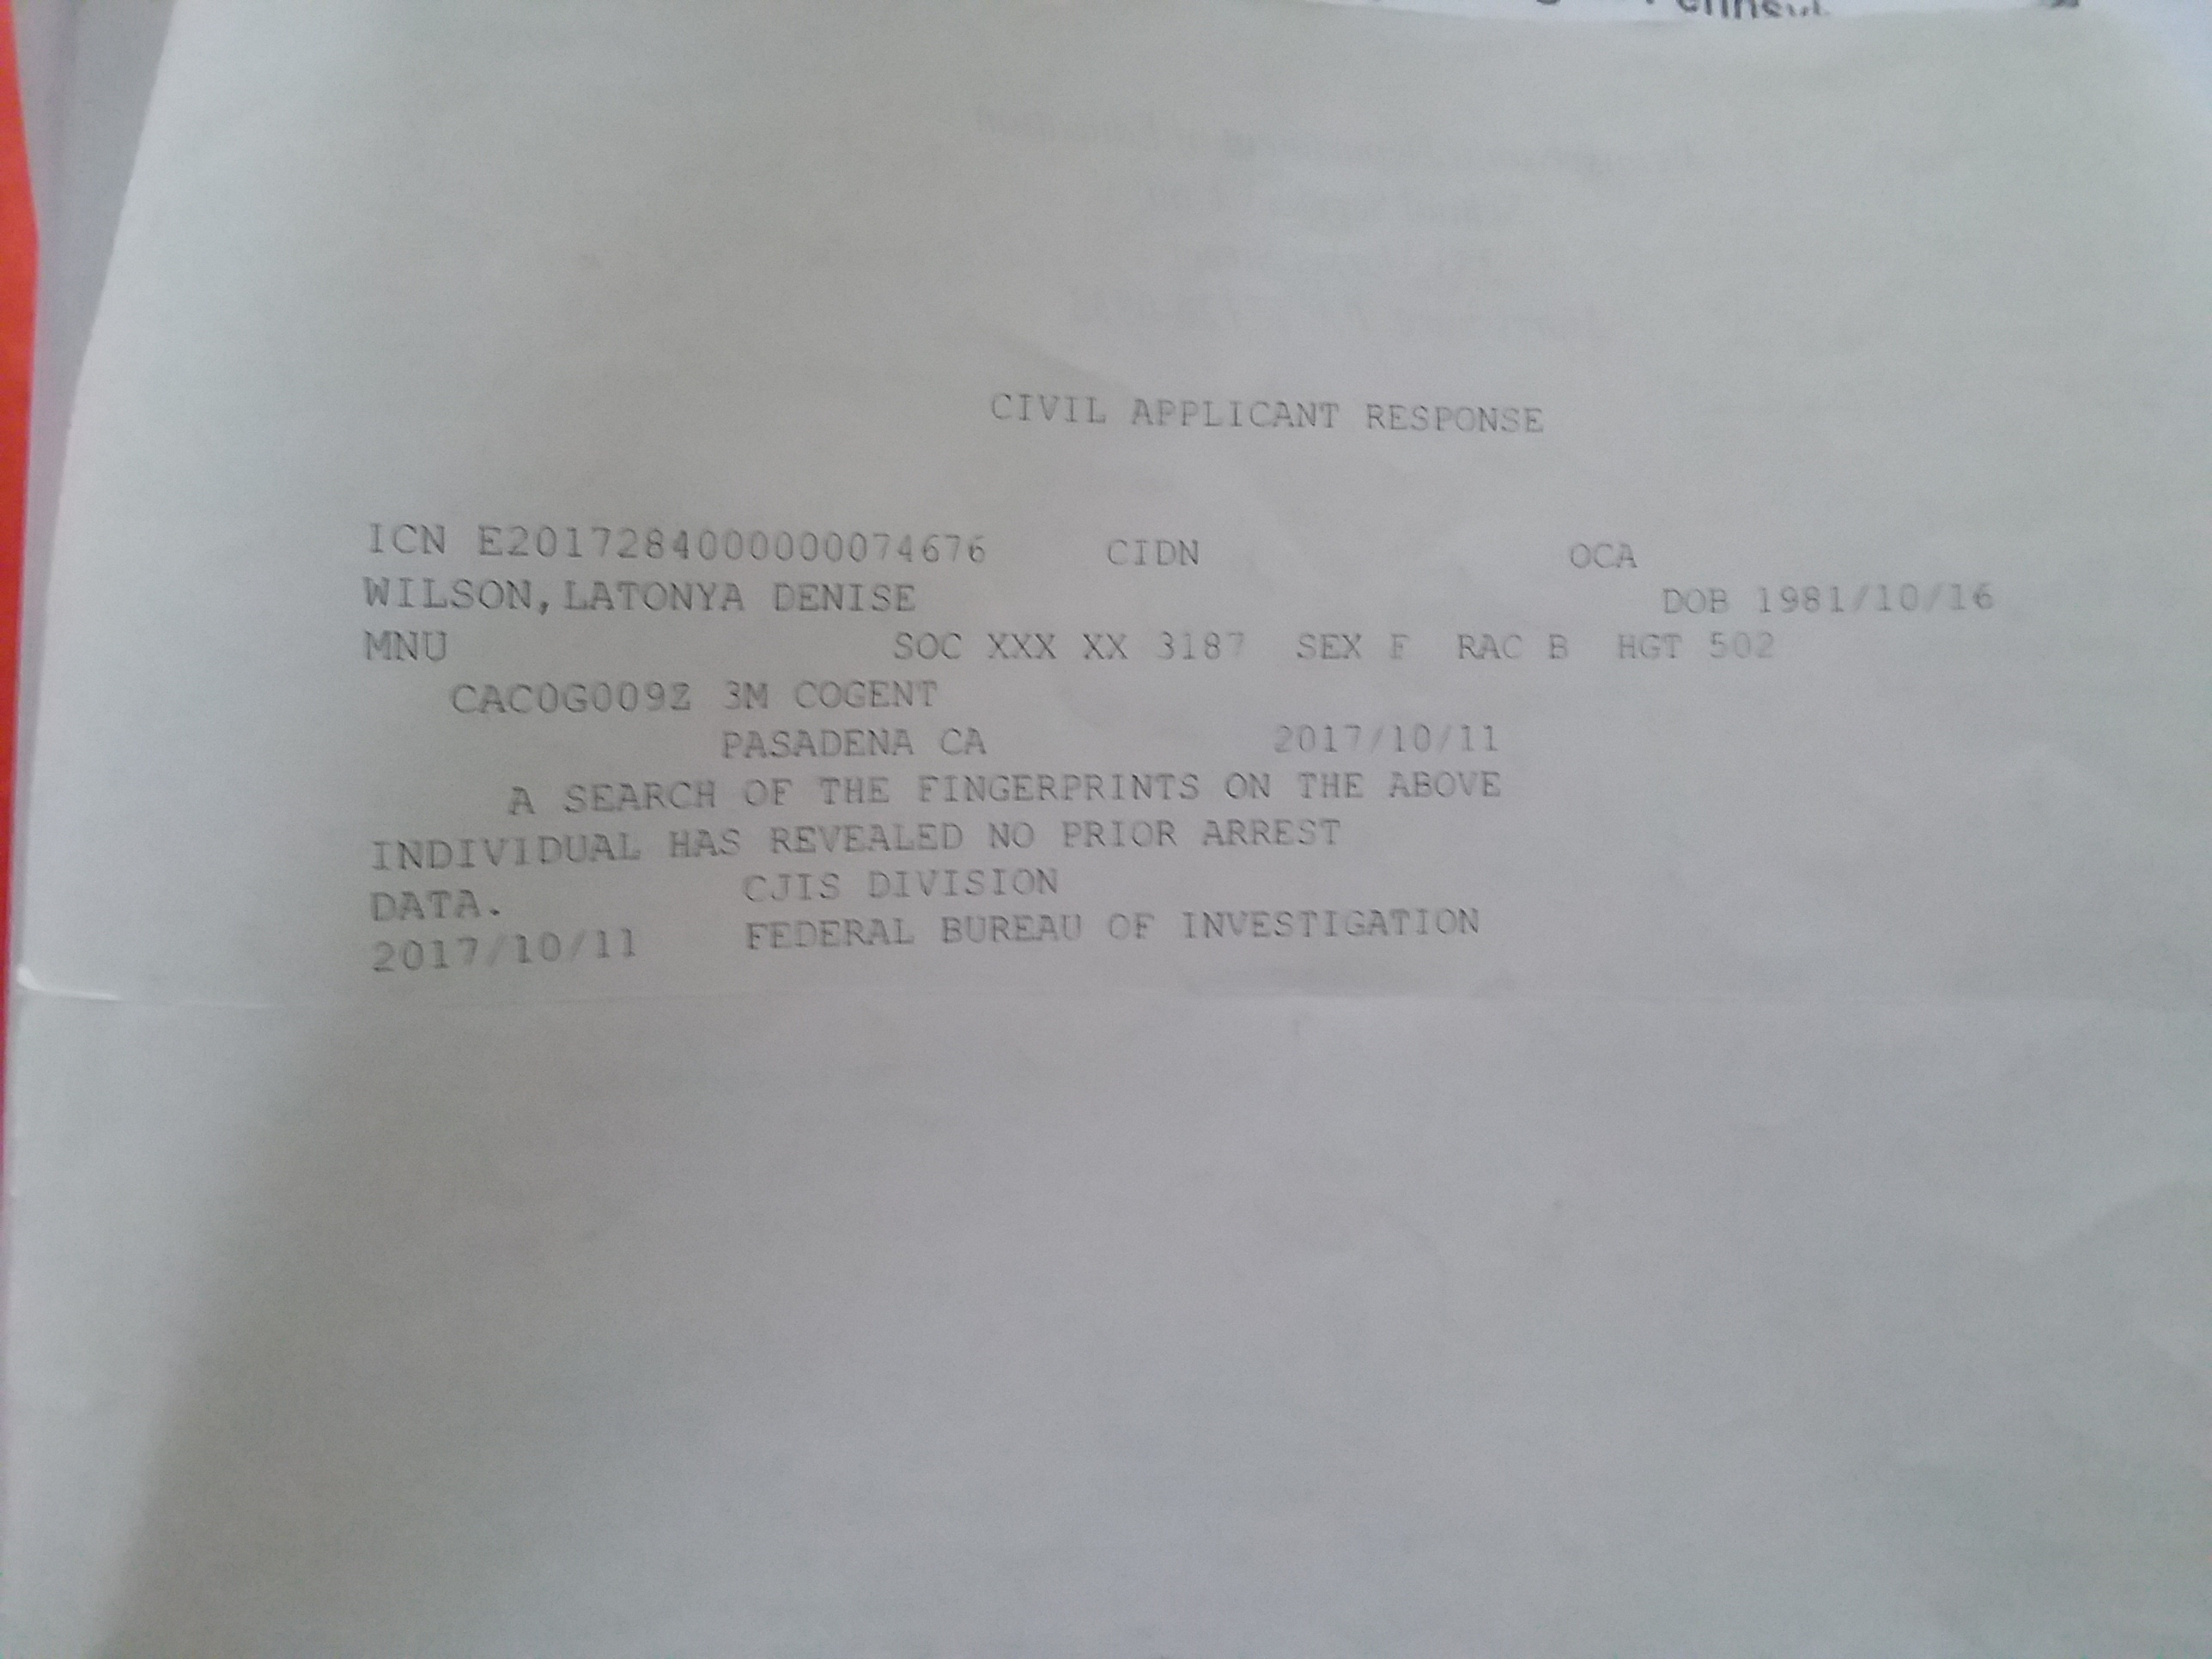 CIVIL APPLICANT RESPONSE
ICN E2017284000000074676 CIDN OCA
WILSON, LATONYA DENISE DOB 1981/10/16
MNU SOC XXX XX 3187 SEX F RAC B HGT 502
CAC0G009Z 3M COGENT
PASADENA CA 2017/10/11
A SEARCH OF THE FINGERPRINTS ON THE ABOVE
INDIVIDUAL HAS REVEALED NO PRIOR ARREST
DATA. CJIS DIVISION
2017/10/11 FEDERAL BUREAU OF INVESTIGATION